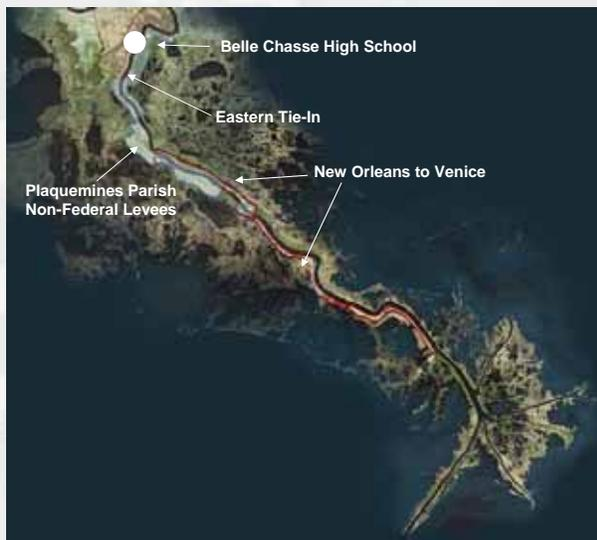 Belle Chasse High School
Eastern Tie-In
New Orleans to Venice
Plaquemines Parish
Non-Federal Levees